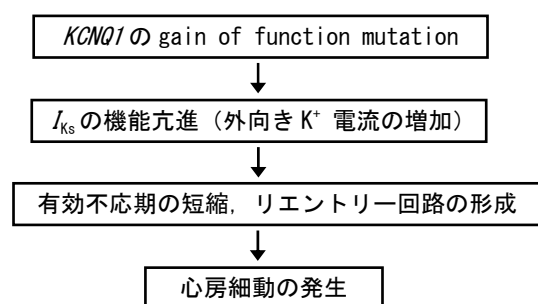 KCNQ1の gain of function mutation
IKsの機能亢進（外向きK+ 電流の増加）
有効不応期の短縮，リエントリー回路の形成
心房細動の発生